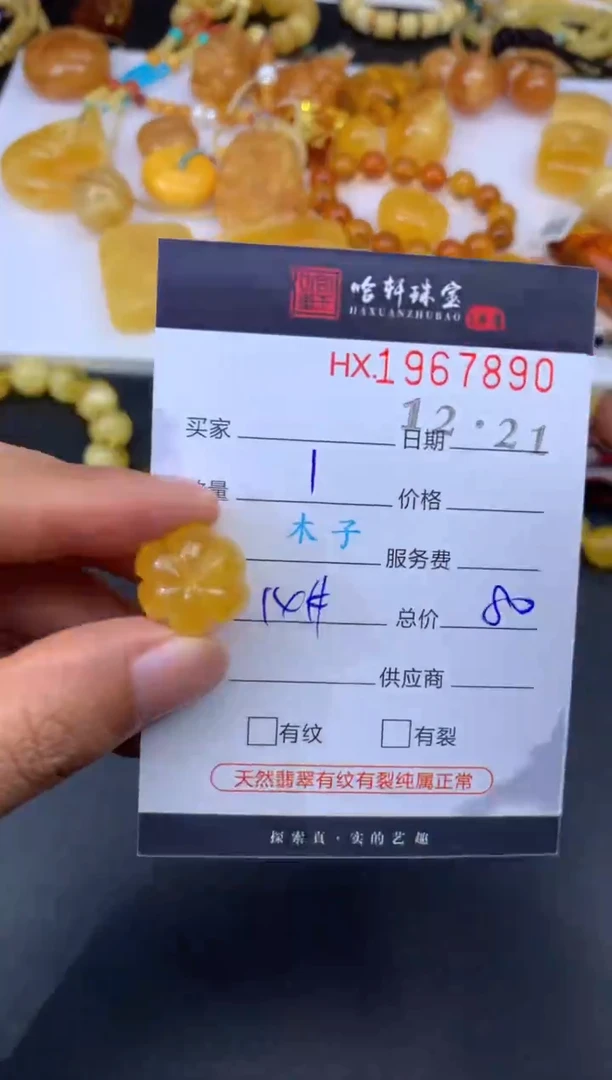 哈轩珠宝
HAXUANZHUBAO
HX.1967890
买家 日期 12·21
量 1 价格
木子 服务费
14# 总价 80
供应商
有纹 有裂
天然翡翠有纹有裂纯属正常
探索真·实的艺趣